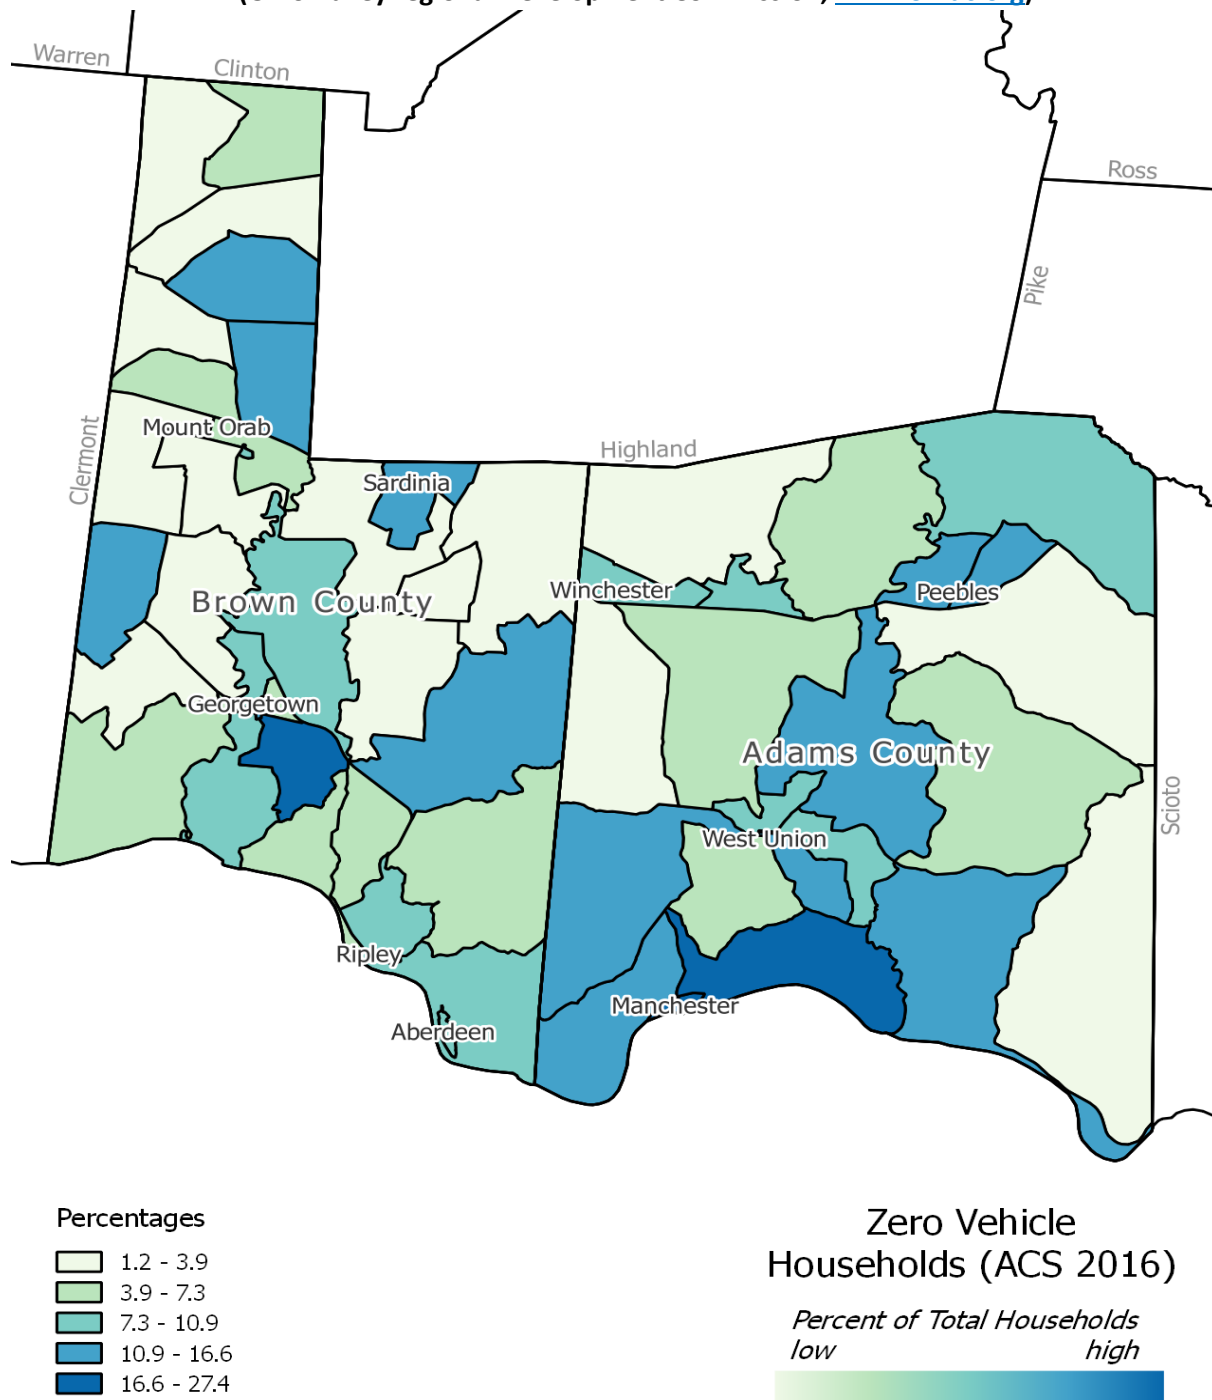 Warren
Clinton
Ross
Pike
Clermont
Mount Orab
Highland
Sardinia
Winchester
Peebles
Brown County
Georgetown
Adams County
Scioto
West Union
Ripley
Manchester
Aberdeen
Percentages
1.2 - 3.9
3.9 - 7.3
7.3 - 10.9
10.9 - 16.6
16.6 - 27.4
Zero Vehicle
Households (ACS 2016)
Percent of Total Households
low high